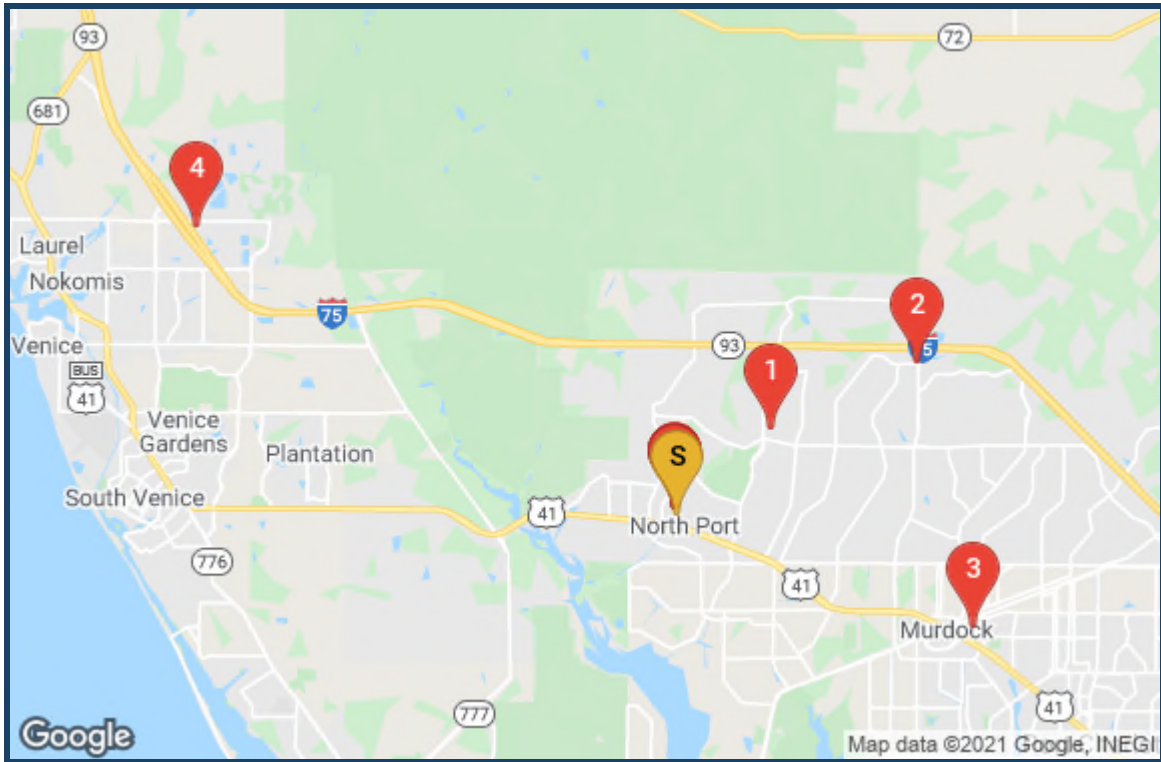 93
72
681
4
Laurel
Nokomis
2
75
Venice
93
5
BUS
1
41
Venice
Gardens
Plantation
S
South Venice
41
North Port
776
3
41
Murdock
777
41
Google
Map data ©2021 Google, INEGI